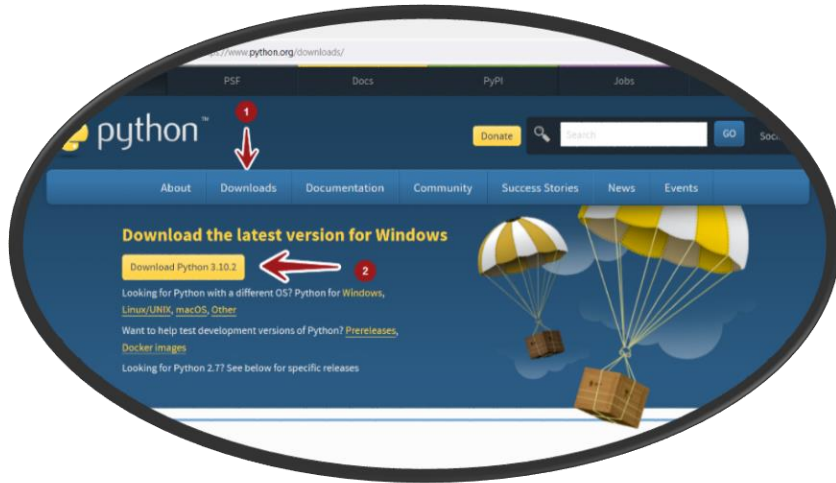 ://www.python.org/downloads/
PSF Docs PyPI Jobs
1
python™
Donate Search GO
About Downloads Documentation Community Success Stories News Events
Download the latest version for Windows
Download Python 3.10.2 2
Looking for Python with a different OS? Python for Windows,
Linux/UNIX, macOS, Other
Want to help test development versions of Python? Prereleases,
Docker images
Looking for Python 2.7? See below for specific releases